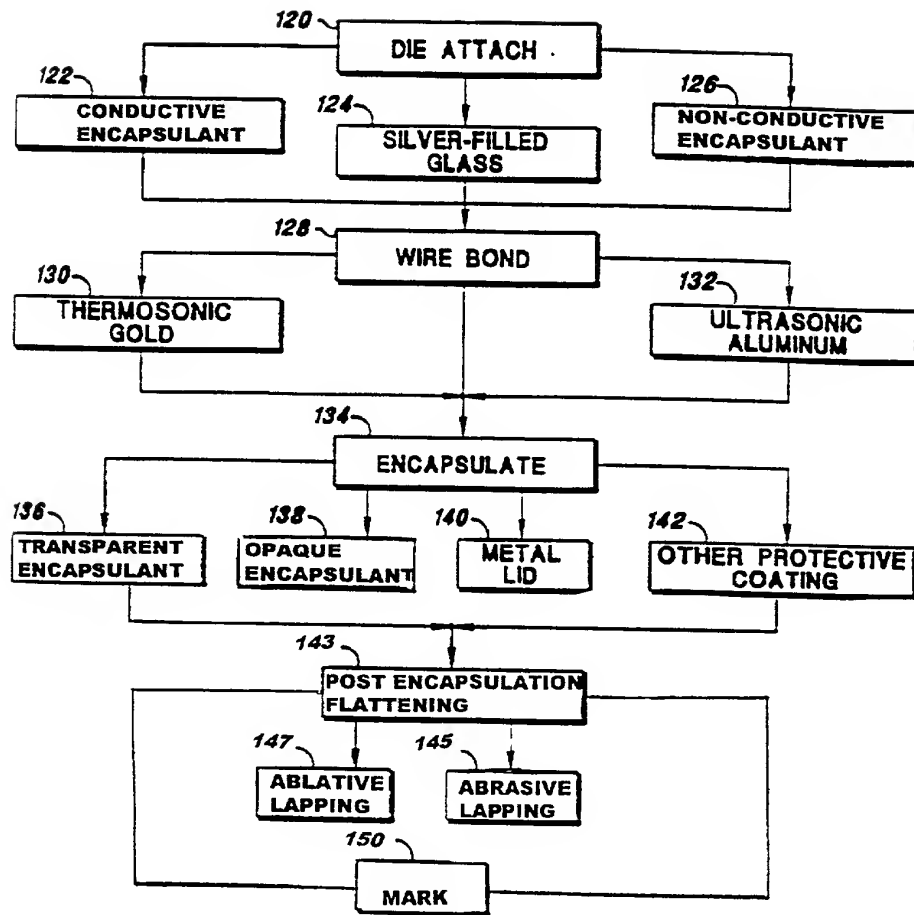 120
DIE ATTACH
122
CONDUCTIVE
ENCAPSULANT
124
SILVER-FILLED
GLASS
126
NON-CONDUCTIVE
ENCAPSULANT
128
WIRE BOND
130
THERMOSONIC
GOLD
132
ULTRASONIC
ALUMINUM
134
ENCAPSULATE
136
TRANSPARENT
ENCAPSULANT
138
OPAQUE
ENCAPSULANT
140
METAL
LID
142
OTHER PROTECTIVE
COATING
143
POST ENCAPSULATION
FLATTENING
147
ABLATIVE
LAPPING
145
ABRASIVE
LAPPING
150
MARK